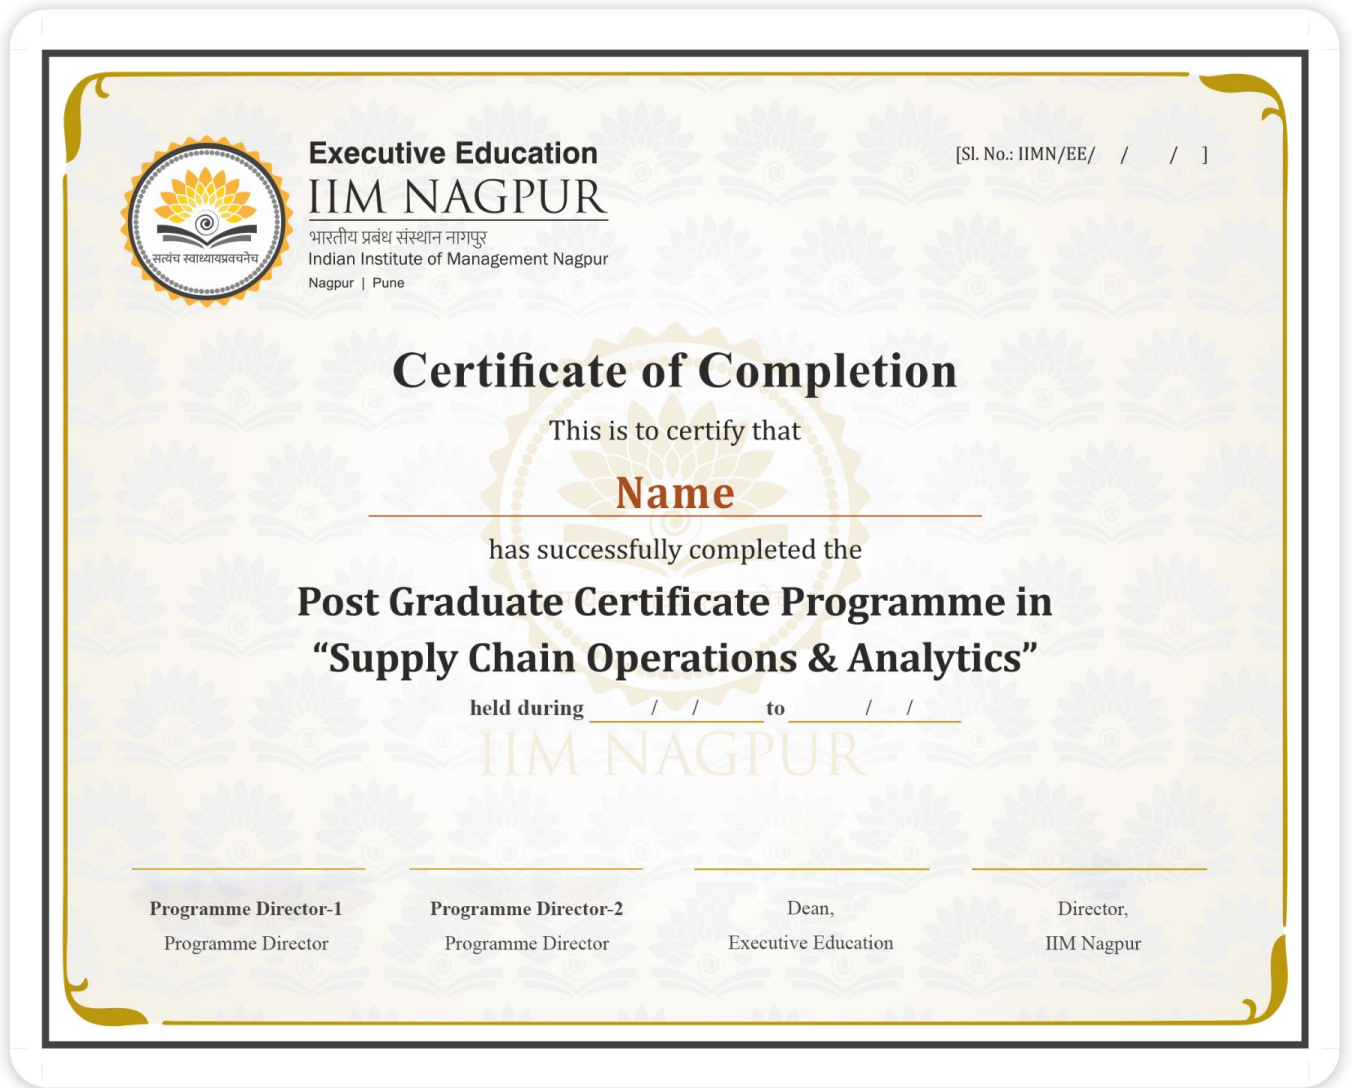 Executive Education
[Sl. No.: IIMN/EE/ / / ]
IIM NAGPUR
भारतीय प्रबंध संस्थान नागपुर
Indian Institute of Management Nagpur
Nagpur | Pune
सत्यंच स्वाध्यायप्रवचनेच
Certificate of Completion
This is to certify that
Name
has successfully completed the
Post Graduate Certificate Programme in
“Supply Chain Operations & Analytics”
held during / / to / /
IIM NAGPUR
Programme Director-1
Programme Director
Programme Director-2
Programme Director
Dean,
Executive Education
Director,
IIM Nagpur